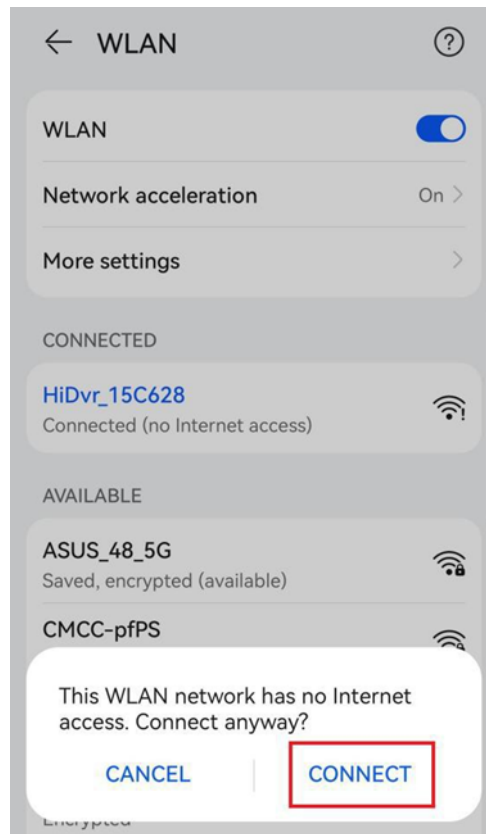 WLAN
WLAN
Network acceleration On
More settings
CONNECTED
HiDvr_15C628
Connected (no Internet access)
AVAILABLE
ASUS_48_5G
Saved, encrypted (available)
CMCC-pfPS
This WLAN network has no Internet
access. Connect anyway?
CANCEL CONNECT
Encrypted